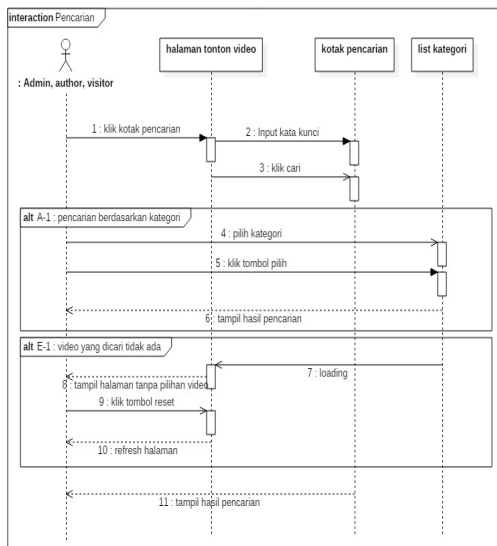 interaction Pencarian
halaman tonton video
kotak pencarian
list kategori
: Admin, author, visitor
1 : klik kotak pencarian
2 : Input kata kunci
3 : klik cari
alt A-1 : pencarian berdasarkan kategori
4 : pilih kategori
5 : klik tombol pilih
6 : tampil hasil pencarian
alt E-1 : video yang dicari tidak ada
7 : loading
8 : tampil halaman tanpa pilihan video
9 : klik tombol reset
10 : refresh halaman
11 : tampil hasil pencarian